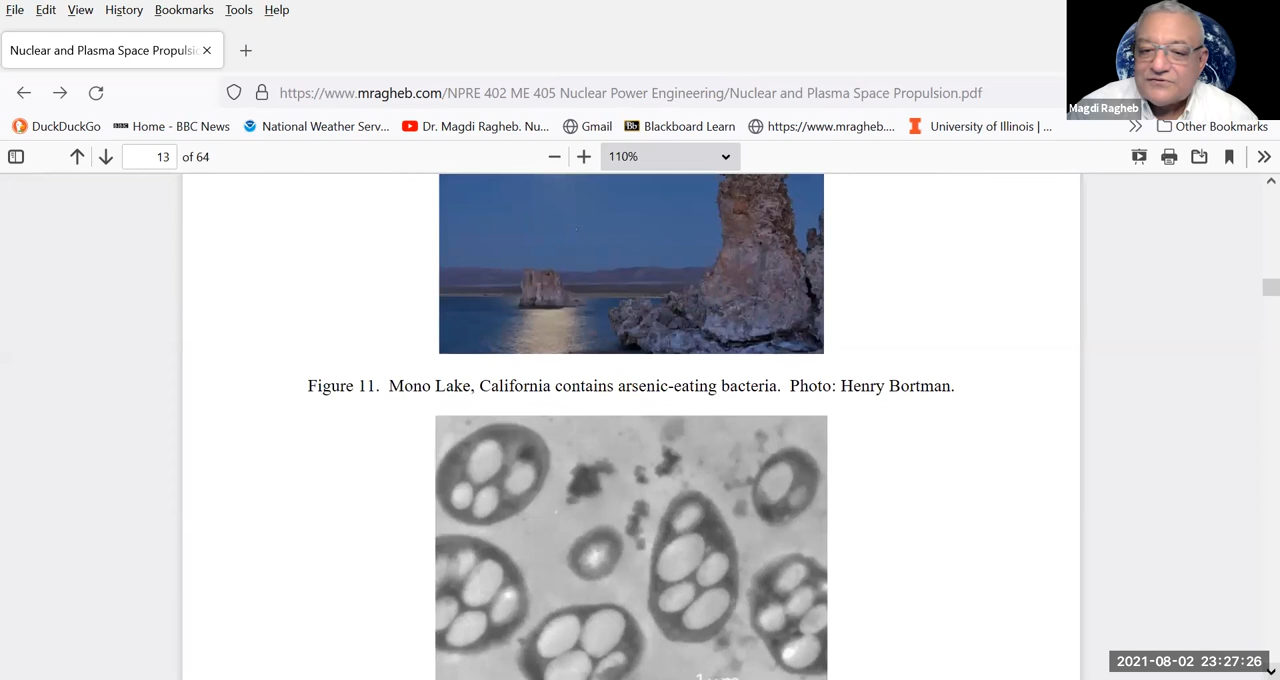 File Edit View History Bookmarks Tools Help
Nuclear and Plasma Space Propulsi
https://www.mragheb.com/NPRE 402 ME 405 Nuclear Power Engineering/Nuclear and Plasma Space Propulsion.pdf
Magdi Ragheb
DuckDuckGo BBC Home - BBC News National Weather Serv... Dr. Magdi Ragheb. Nu... Gmail Bb Blackboard Learn https://www.mragheb.... I University of Illinois | ... Other Bookmarks
13 of 64 110%
Figure 11. Mono Lake, California contains arsenic-eating bacteria. Photo: Henry Bortman.
2021-08-02 23:27:26